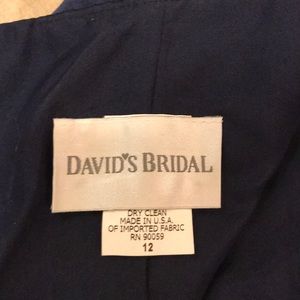 DAVID'S BRIDAL
DRY CLEAN
MADE IN U.S.A.
OF IMPORTED FABRIC
RN 90059
12